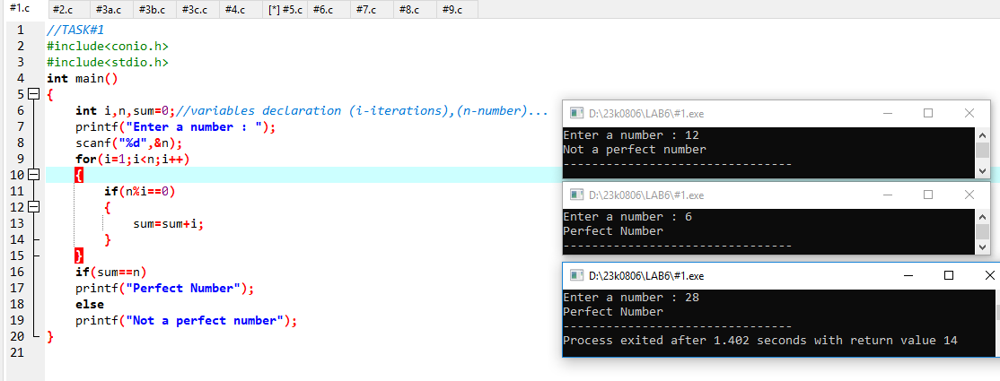 #1.c #2.c #3a.c #3b.c #3c.c #4.c [*] #5.c #6.c #7.c #8.c #9.c
1 //TASK#1
2 #include<conio.h>
3 #include<stdio.h>
4 int main()
5 {
6 int i,n,sum=0;//variables declaration (i-iterations),(n-number)...
7 printf("Enter a number : ");
8 scanf("%d",&n);
9 for(i=1;i<n;i++)
10 {
11 if(n%i==0)
12 {
13 sum=sum+i;
14 }
15 }
16 if(sum==n)
17 printf("Perfect Number");
18 else
19 printf("Not a perfect number");
20 }
21
D:\23k0806\LAB6\#1.exe
Enter a number : 12
Not a perfect number
--------------------------------
D:\23k0806\LAB6\#1.exe
Enter a number : 6
Perfect Number
--------------------------------
D:\23k0806\LAB6\#1.exe
Enter a number : 28
Perfect Number
--------------------------------
Process exited after 1.402 seconds with return value 14